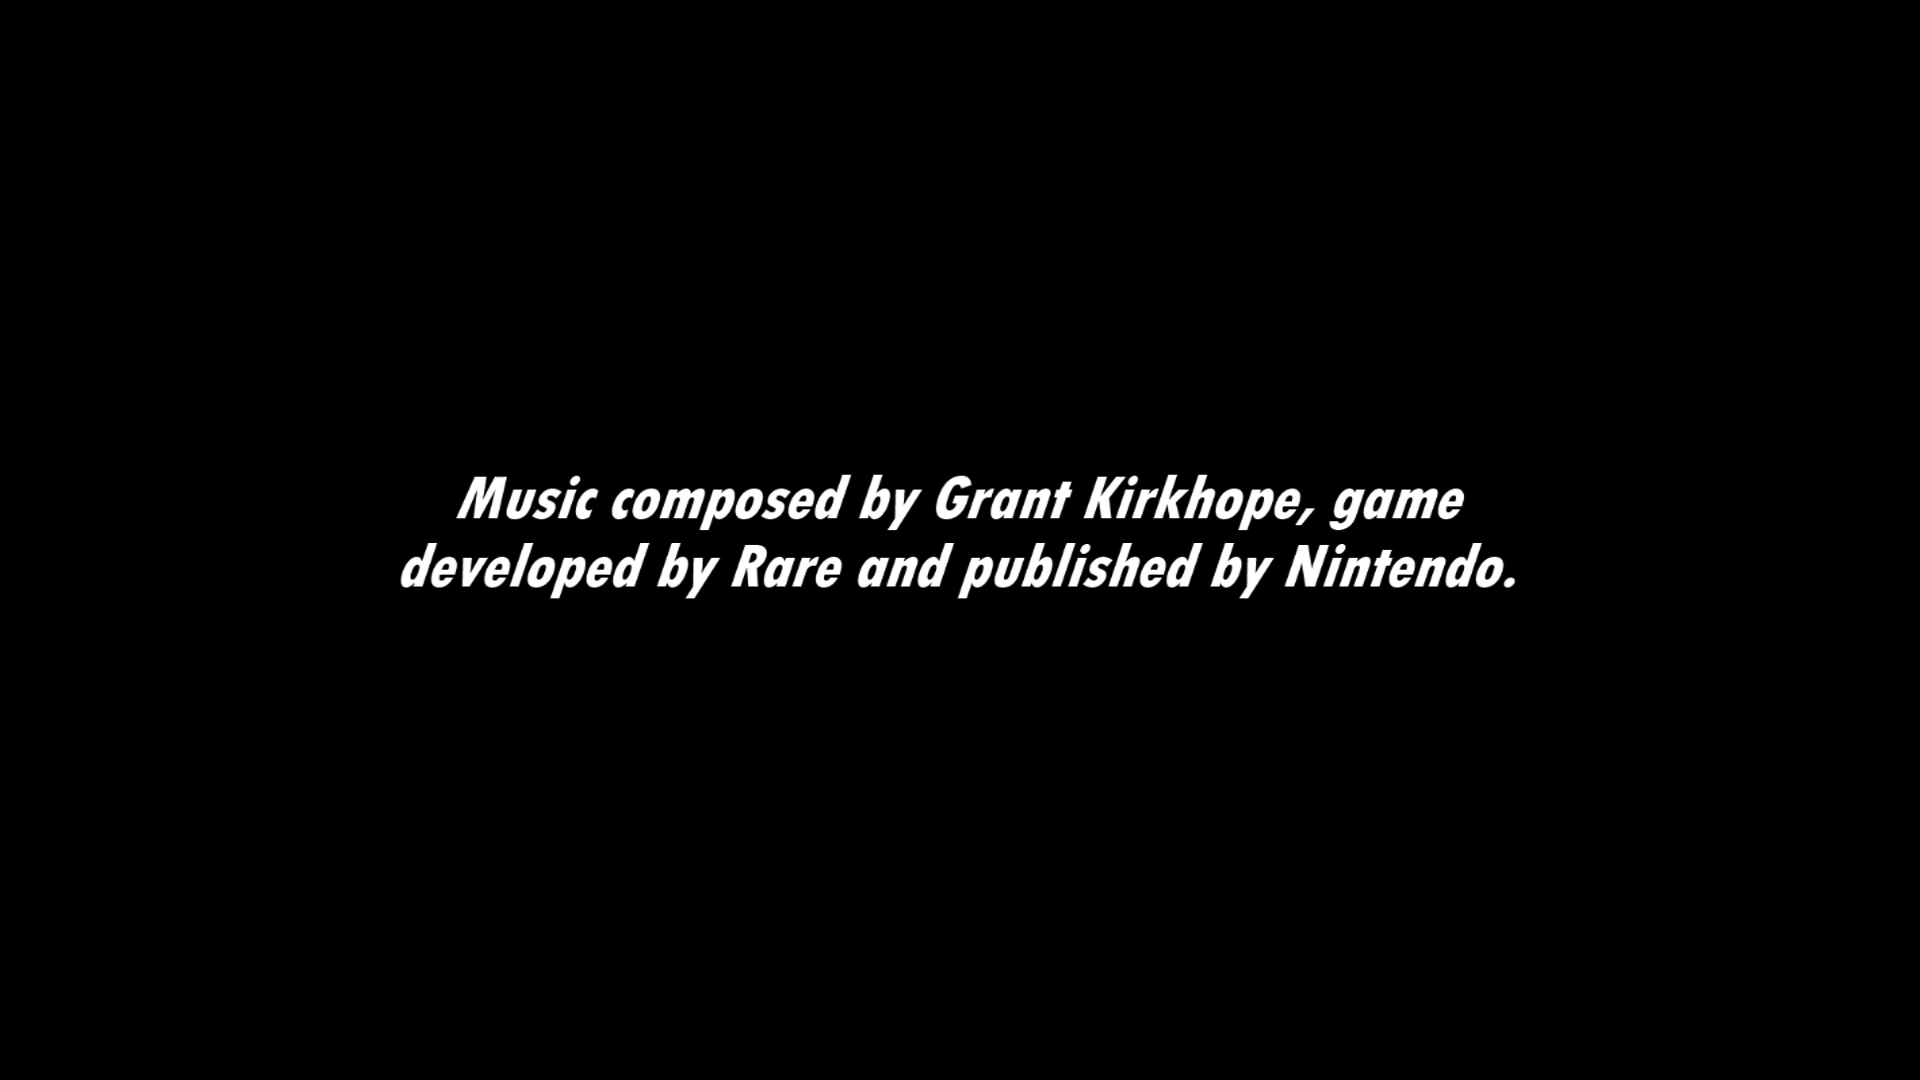 Music composed by Grant Kirkhope, game
developed by Rare and published by Nintendo.